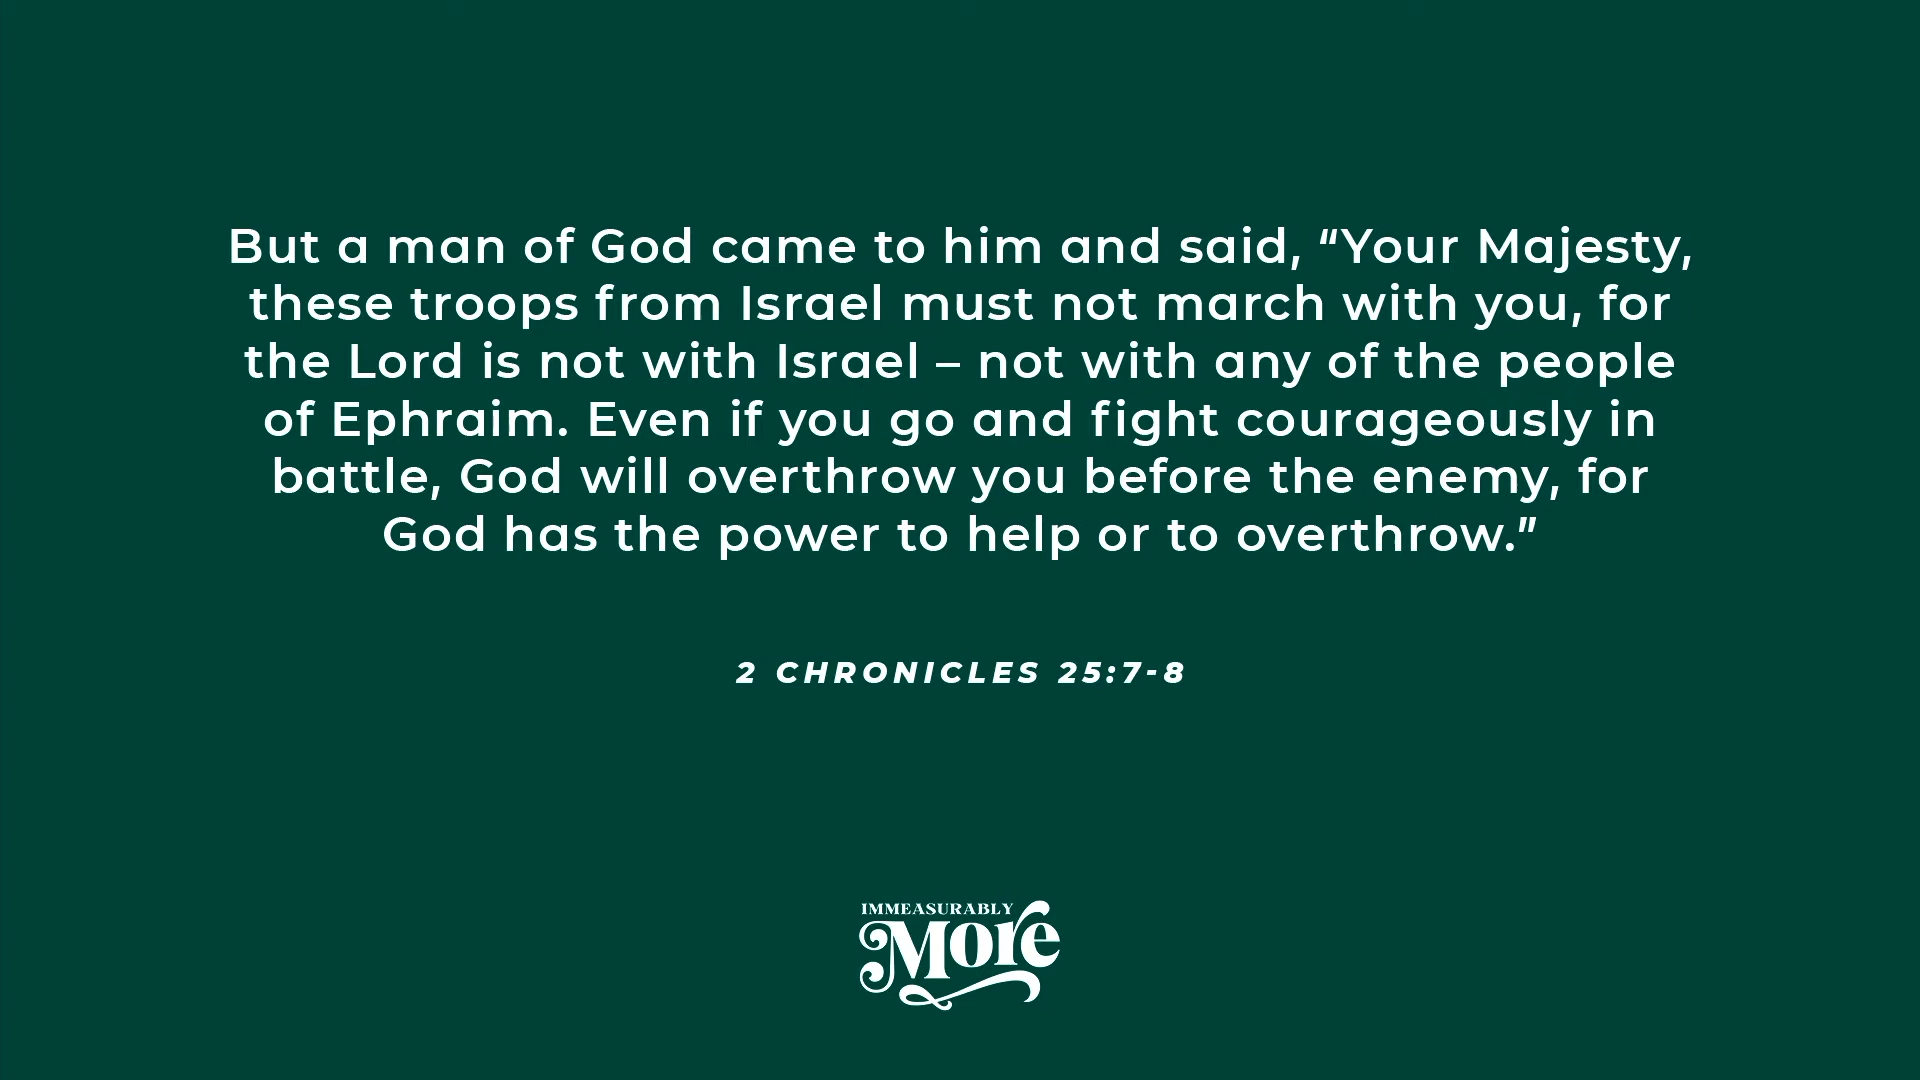 But a man of God came to him and said, “Your Majesty,
these troops from Israel must not march with you, for
the Lord is not with Israel – not with any of the people
of Ephraim. Even if you go and fight courageously in
battle, God will overthrow you before the enemy, for
God has the power to help or to overthrow.”
2 CHRONICLES 25:7-8
IMMEASURABLY
More